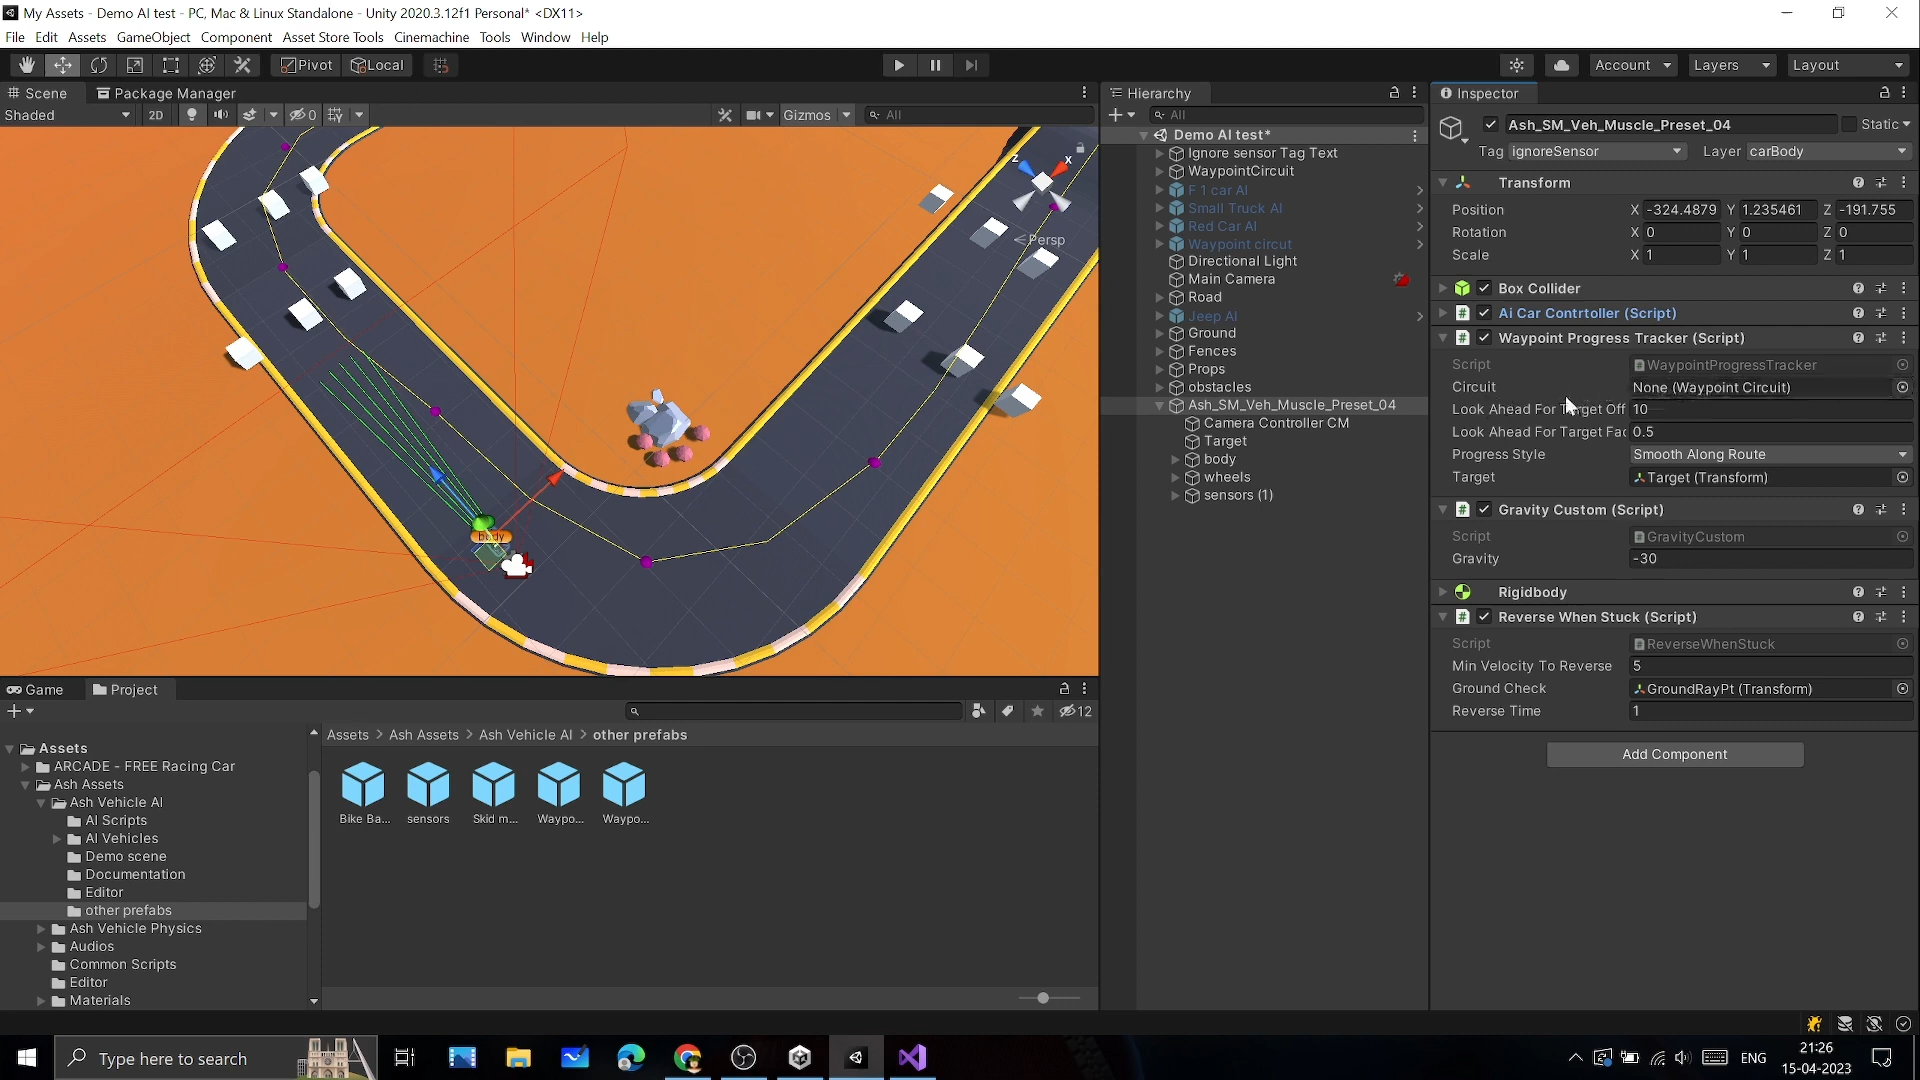 My Assets - Demo AI test - PC, Mac & Linux Standalone - Unity 2020.3.12f1 Personal* <DX11>
File Edit Assets GameObject Component Asset Store Tools Cinemachine Tools Window Help
Pivot Local Account Layers Layout
Scene Package Manager
Shaded 2D 0 Gizmos All
z x
Persp
body
Hierarchy
All
Demo AI test*
Ignore sensor Tag Text
WaypointCircuit
F 1 car AI
Small Truck AI
Red Car AI
Waypoint circut
Directional Light
Main Camera
Road
Jeep AI
Ground
Fences
Props
obstacles
Ash_SM_Veh_Muscle_Preset_04
Camera Controller CM
Target
body
wheels
sensors (1)
Inspector
Ash_SM_Veh_Muscle_Preset_04 Static
Tag ignoreSensor Layer carBody
Transform
Position X -324.4879 Y 1.235461 Z -191.755
Rotation X 0 Y 0 Z 0
Scale X 1 Y 1 Z 1
Box Collider
Ai Car Contrtoller (Script)
Waypoint Progress Tracker (Script)
Script WaypointProgressTracker
Circuit None (Waypoint Circuit)
Look Ahead For Target Off 10
Look Ahead For Target Fac 0.5
Progress Style Smooth Along Route
Target Target (Transform)
Gravity Custom (Script)
Script GravityCustom
Gravity -30
Rigidbody
Reverse When Stuck (Script)
Script ReverseWhenStuck
Min Velocity To Reverse 5
Ground Check GroundRayPt (Transform)
Reverse Time 1
Add Component
Game Project
12
Assets
ARCADE - FREE Racing Car
Ash Assets
Ash Vehicle AI
AI Scripts
AI Vehicles
Demo scene
Documentation
Editor
other prefabs
Ash Vehicle Physics
Audios
Common Scripts
Editor
Materials
Assets > Ash Assets > Ash Vehicle AI > other prefabs
Bike Ba... sensors Skid m... Waypo... Waypo...
Type here to search
ENG
21:26
15-04-2023